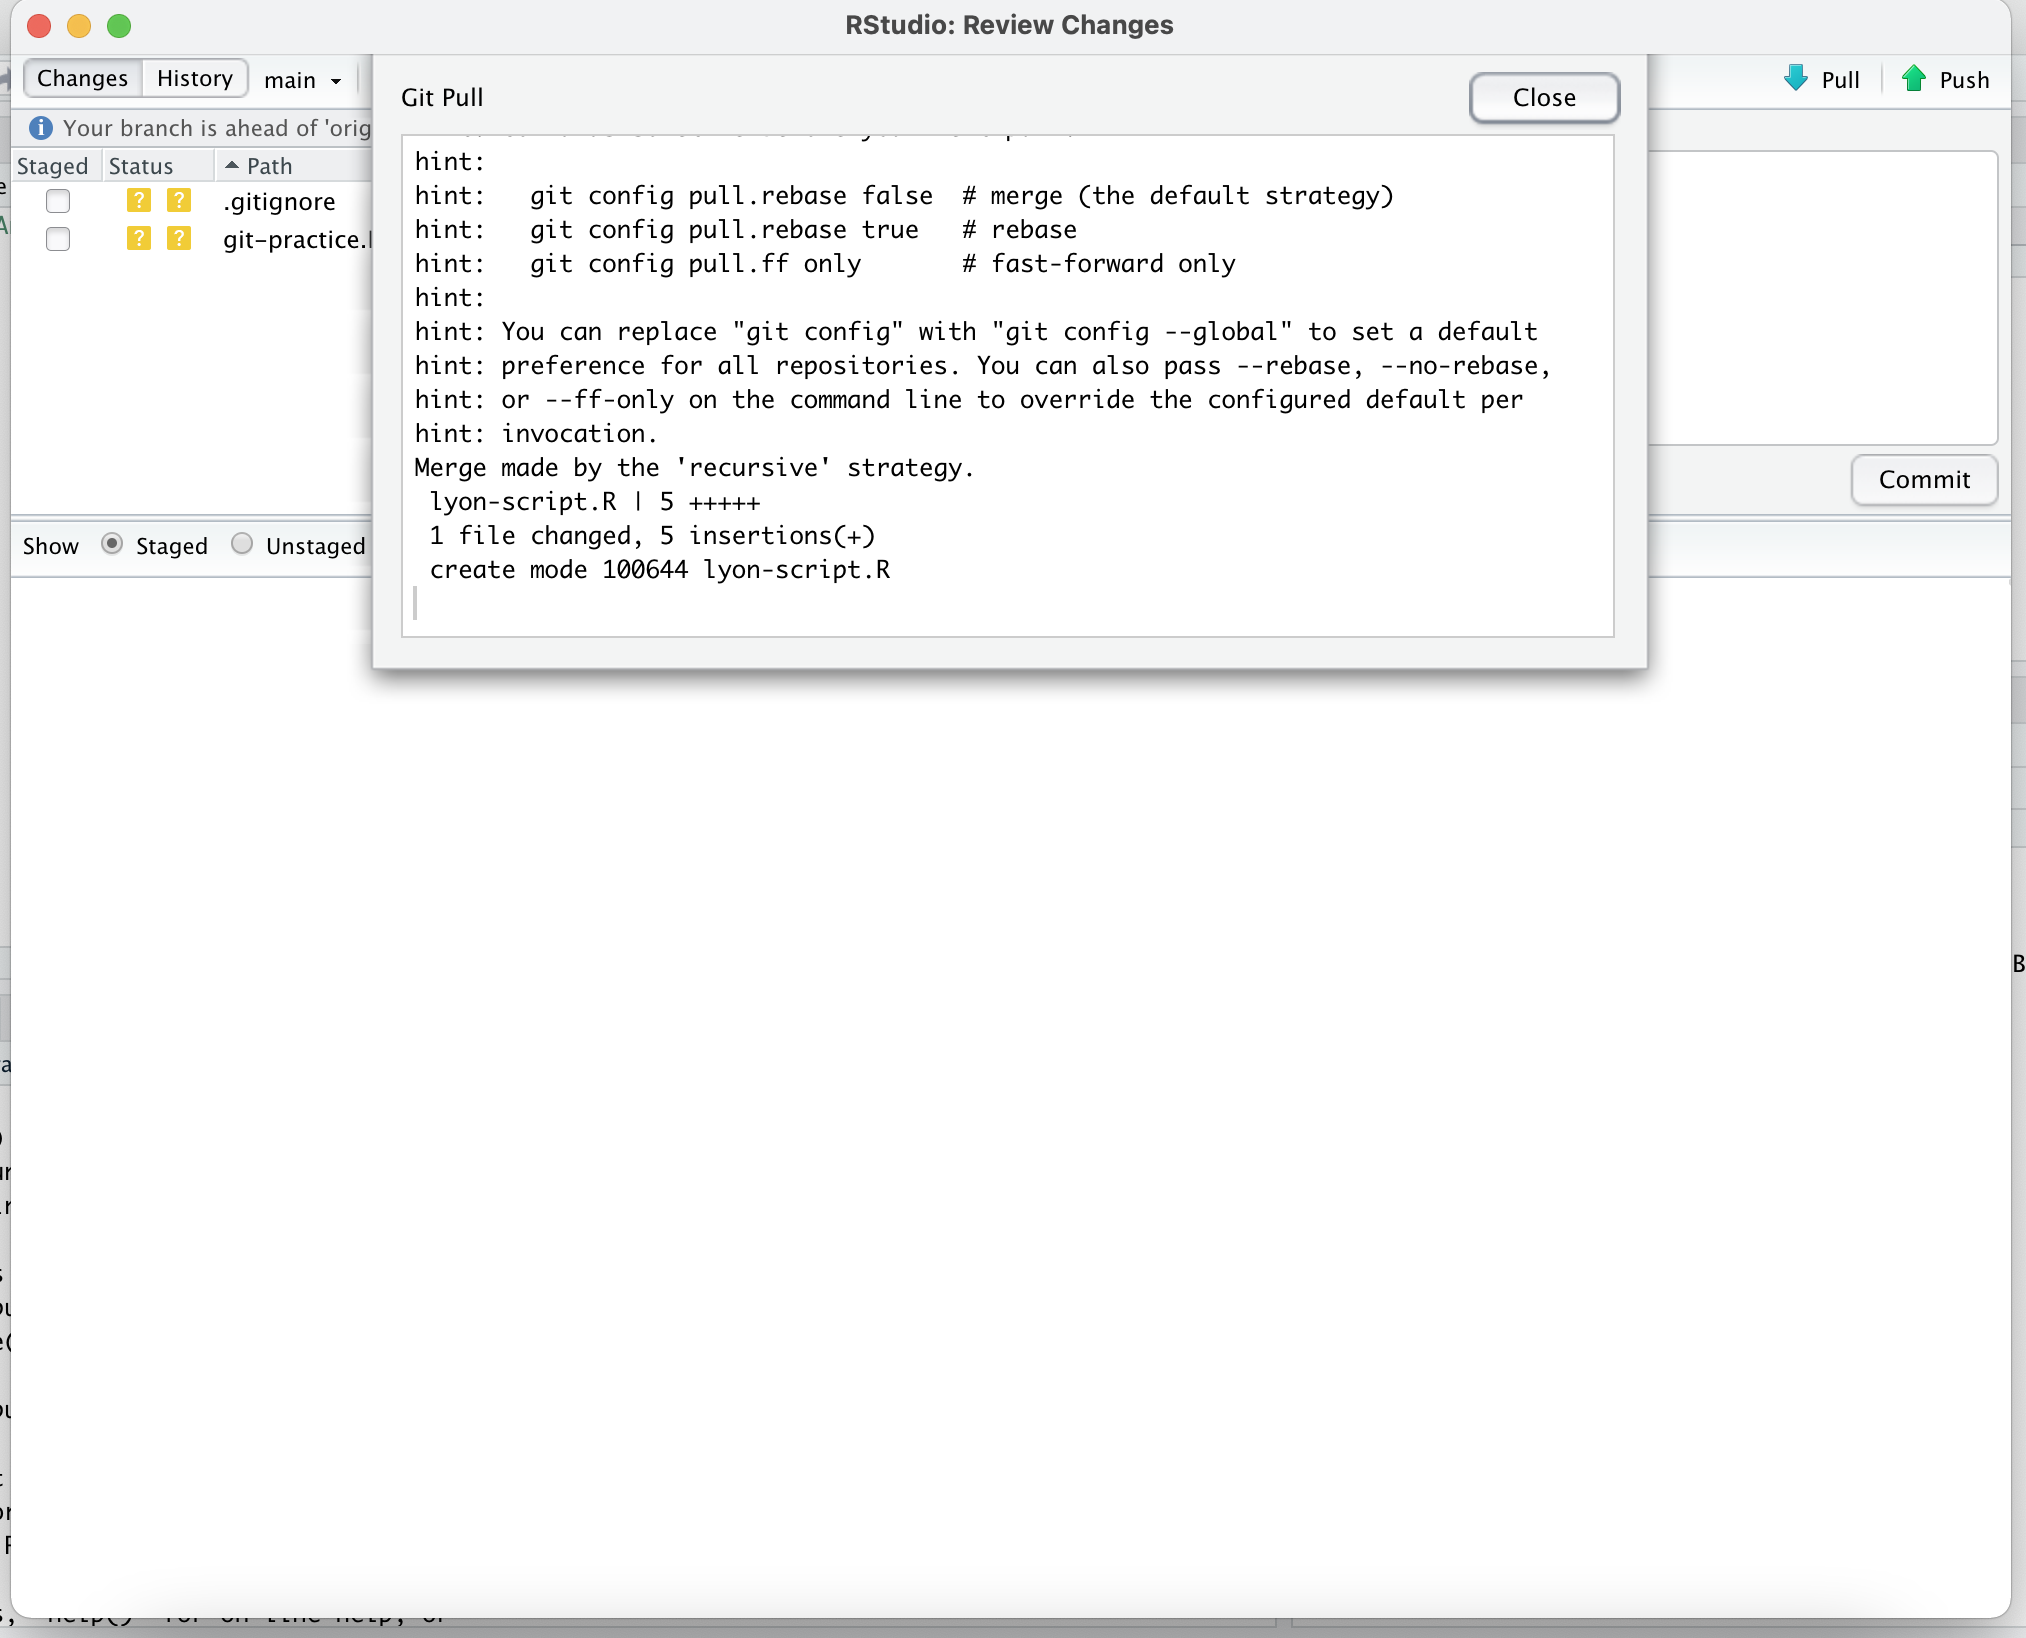 RStudio: Review Changes
Changes History main
Pull Push
Git Pull
Close
Your branch is ahead of
Staged Status Path
.gitignore
git-practice.
hint:
hint:   git config pull.rebase false  # merge (the default strategy)
hint:   git config pull.rebase true   # rebase
hint:   git config pull.ff only       # fast-forward only
hint:
hint: You can replace "git config" with "git config --global" to set a default
hint: preference for all repositories. You can also pass --rebase, --no-rebase,
hint: or --ff-only on the command line to override the configured default per
hint: invocation.
Merge made by the 'recursive' strategy.
lyon-script.R | 5 +++++
1 file changed, 5 insertions(+)
create mode 100644 lyon-script.R
Commit
Show Staged Unstaged